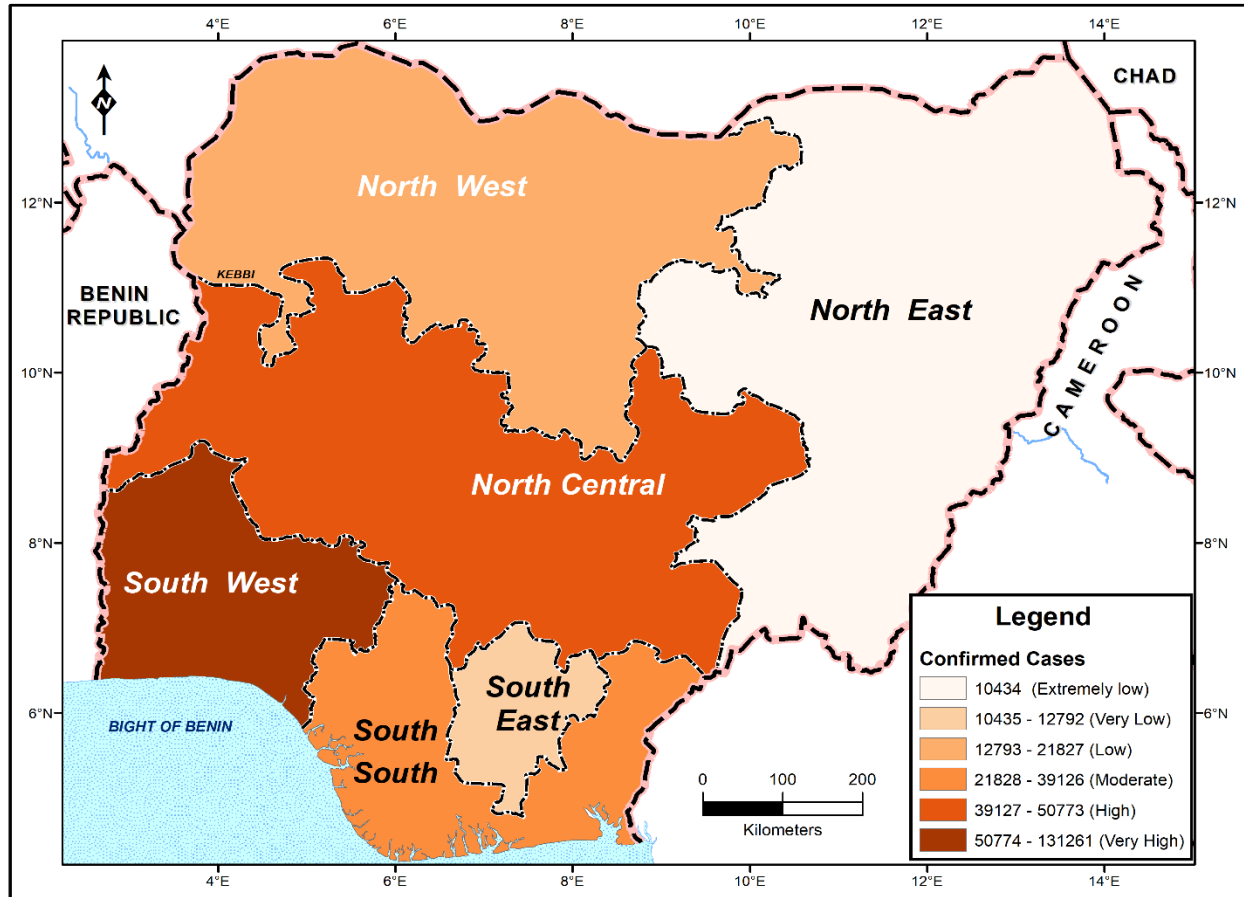 4°E 6°E 8°E 10°E 12°E 14°E
CHAD
N
North West
12°N 12°N
KEBBI
BENIN
REPUBLIC
North East
CAMEROON
10°N 10°N
North Central
8°N 8°N
South West
Legend
Confirmed Cases
10434 (Extremely low)
10435 - 12792 (Very Low)
12793 - 21827 (Low)
21828 - 39126 (Moderate)
39127 - 50773 (High)
50774 - 131261 (Very High)
South
East
6°N 6°N
BIGHT OF BENIN
South
South
0 100 200
Kilometers
4°E 6°E 8°E 10°E 12°E 14°E